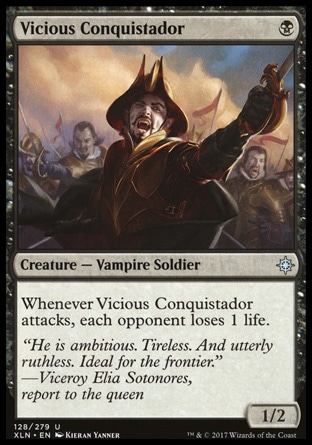 Vicious Conquistador
Creature — Vampire Soldier
Whenever Vicious Conquistador
attacks, each opponent loses 1 life.
“He is ambitious. Tireless. And utterly
ruthless. Ideal for the frontier.”
—Viceroy Elia Sotonores,
report to the queen
1/2
128/279 U
XLN • EN Kieran Yanner
™ & © 2017 Wizards of the Coast